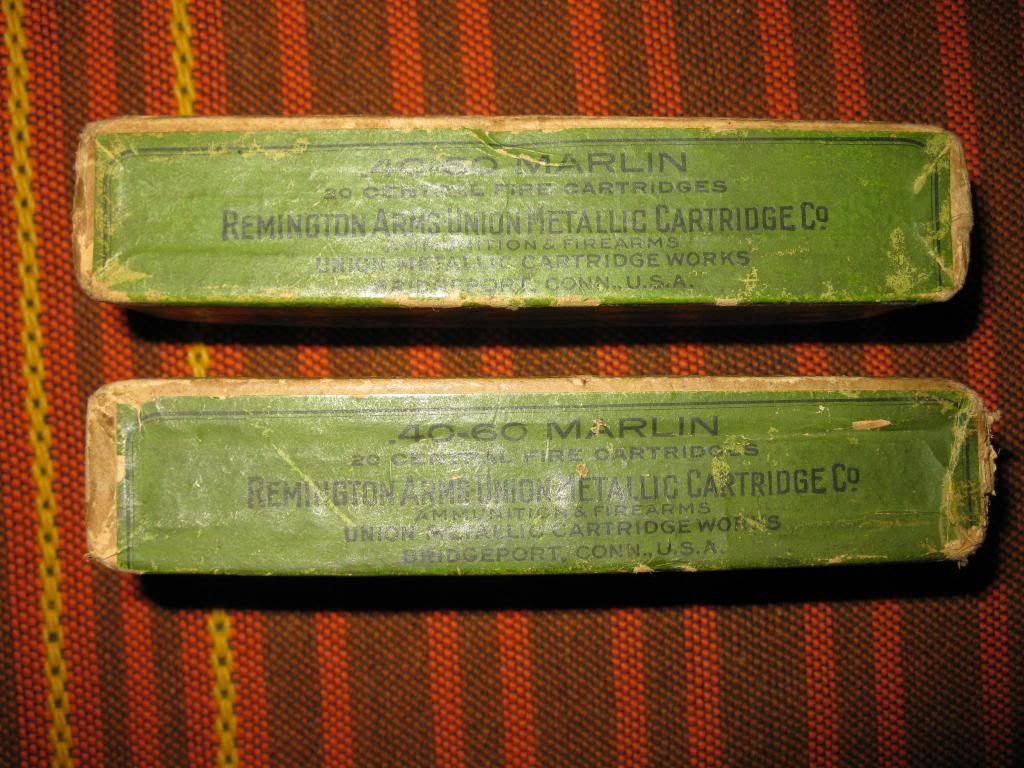 .40-60 MARLIN
20 CENTRAL FIRE CARTRIDGES
REMINGTON ARMS UNION METALLIC CARTRIDGE CO
AMMUNITION & FIREARMS
UNION METALLIC CARTRIDGE WORKS
BRIDGEPORT, CONN., U.S.A.
.40-60 MARLIN
20 CENTRAL FIRE CARTRIDGES
REMINGTON ARMS UNION METALLIC CARTRIDGE CO
AMMUNITION & FIREARMS
UNION METALLIC CARTRIDGE WORKS
BRIDGEPORT, CONN., U.S.A.